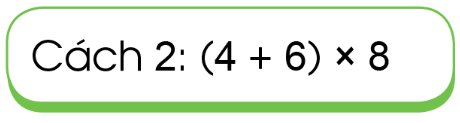 Cách 2: (4 + 6) × 8